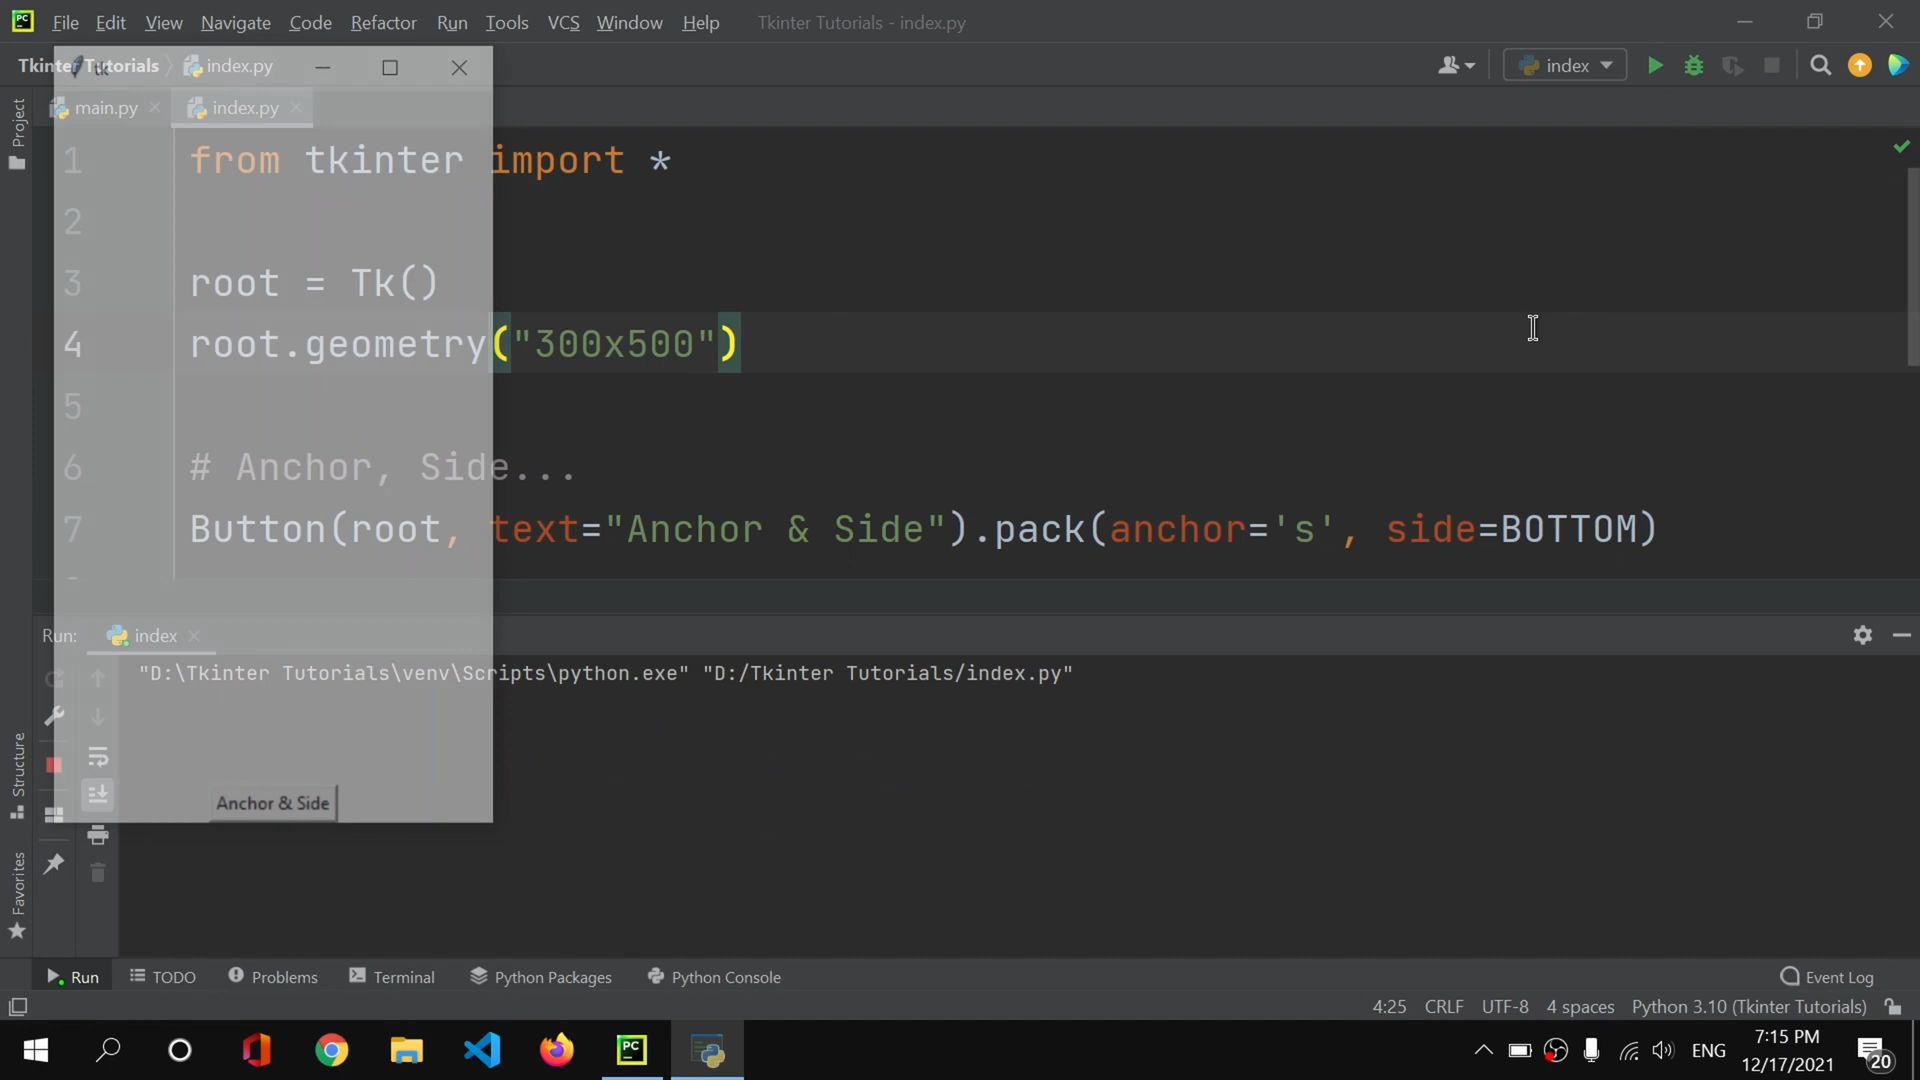 PC File Edit View Navigate Code Refactor Run Tools VCS Window Help Tkinter Tutorials - index.py
Tkinter Tutorials index.py index
tk
main.py index.py
Project
1 from tkinter import *
2
3 root = Tk()
4 root.geometry("300x500")
5
6 # Anchor, Side...
7 Button(root, text="Anchor & Side").pack(anchor='s', side=BOTTOM)
Run: index
"D:\Tkinter Tutorials\venv\Scripts\python.exe" "D:/Tkinter Tutorials/index.py"
Structure
Anchor & Side
Favorites
Run TODO Problems Terminal Python Packages Python Console Event Log
4:25 CRLF UTF-8 4 spaces Python 3.10 (Tkinter Tutorials)
PC ENG 7:15 PM
12/17/2021 20